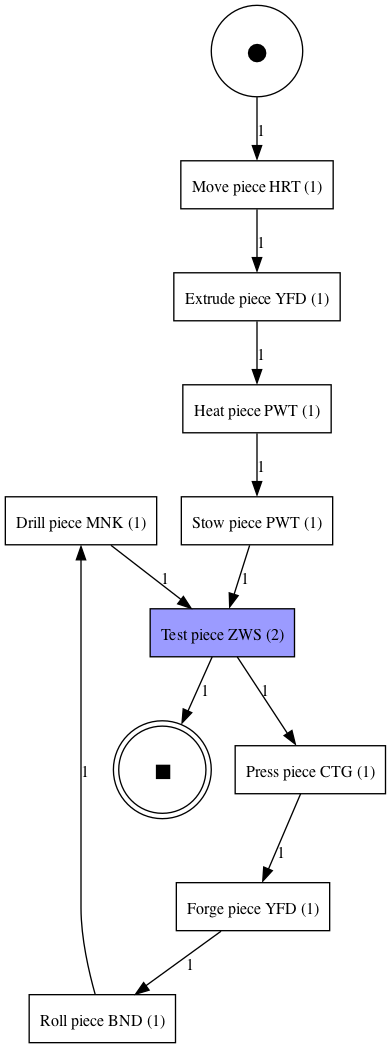 1
Move piece HRT (1)
1
Extrude piece YFD (1)
1
Heat piece PWT (1)
1
Drill piece MNK (1)
Stow piece PWT (1)
1
1
Test piece ZWS (2)
1
1
Press piece CTG (1)
1
1
Forge piece YFD (1)
1
Roll piece BND (1)